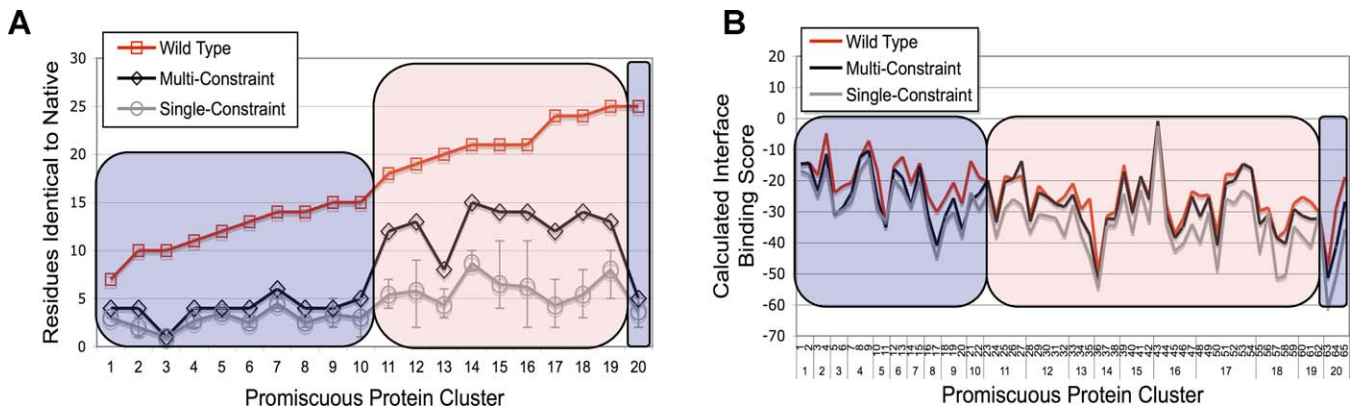 A
Wild Type
Multi-Constraint
Single-Constraint
Residues Identical to Native
30
25
20
15
10
5
0
1 2 3 4 5 6 7 8 9 10 11 12 13 14 15 16 17 18 19 20
Promiscuous Protein Cluster
B
Wild Type
Multi-Constraint
Single-Constraint
Calculated Interface
Binding Score
20
10
0
-10
-20
-30
-40
-50
-60
-70
1 2 3 4 5 6 7 8 9 10 11 12 13 14 15 16 17 18 19 20
Promiscuous Protein Cluster